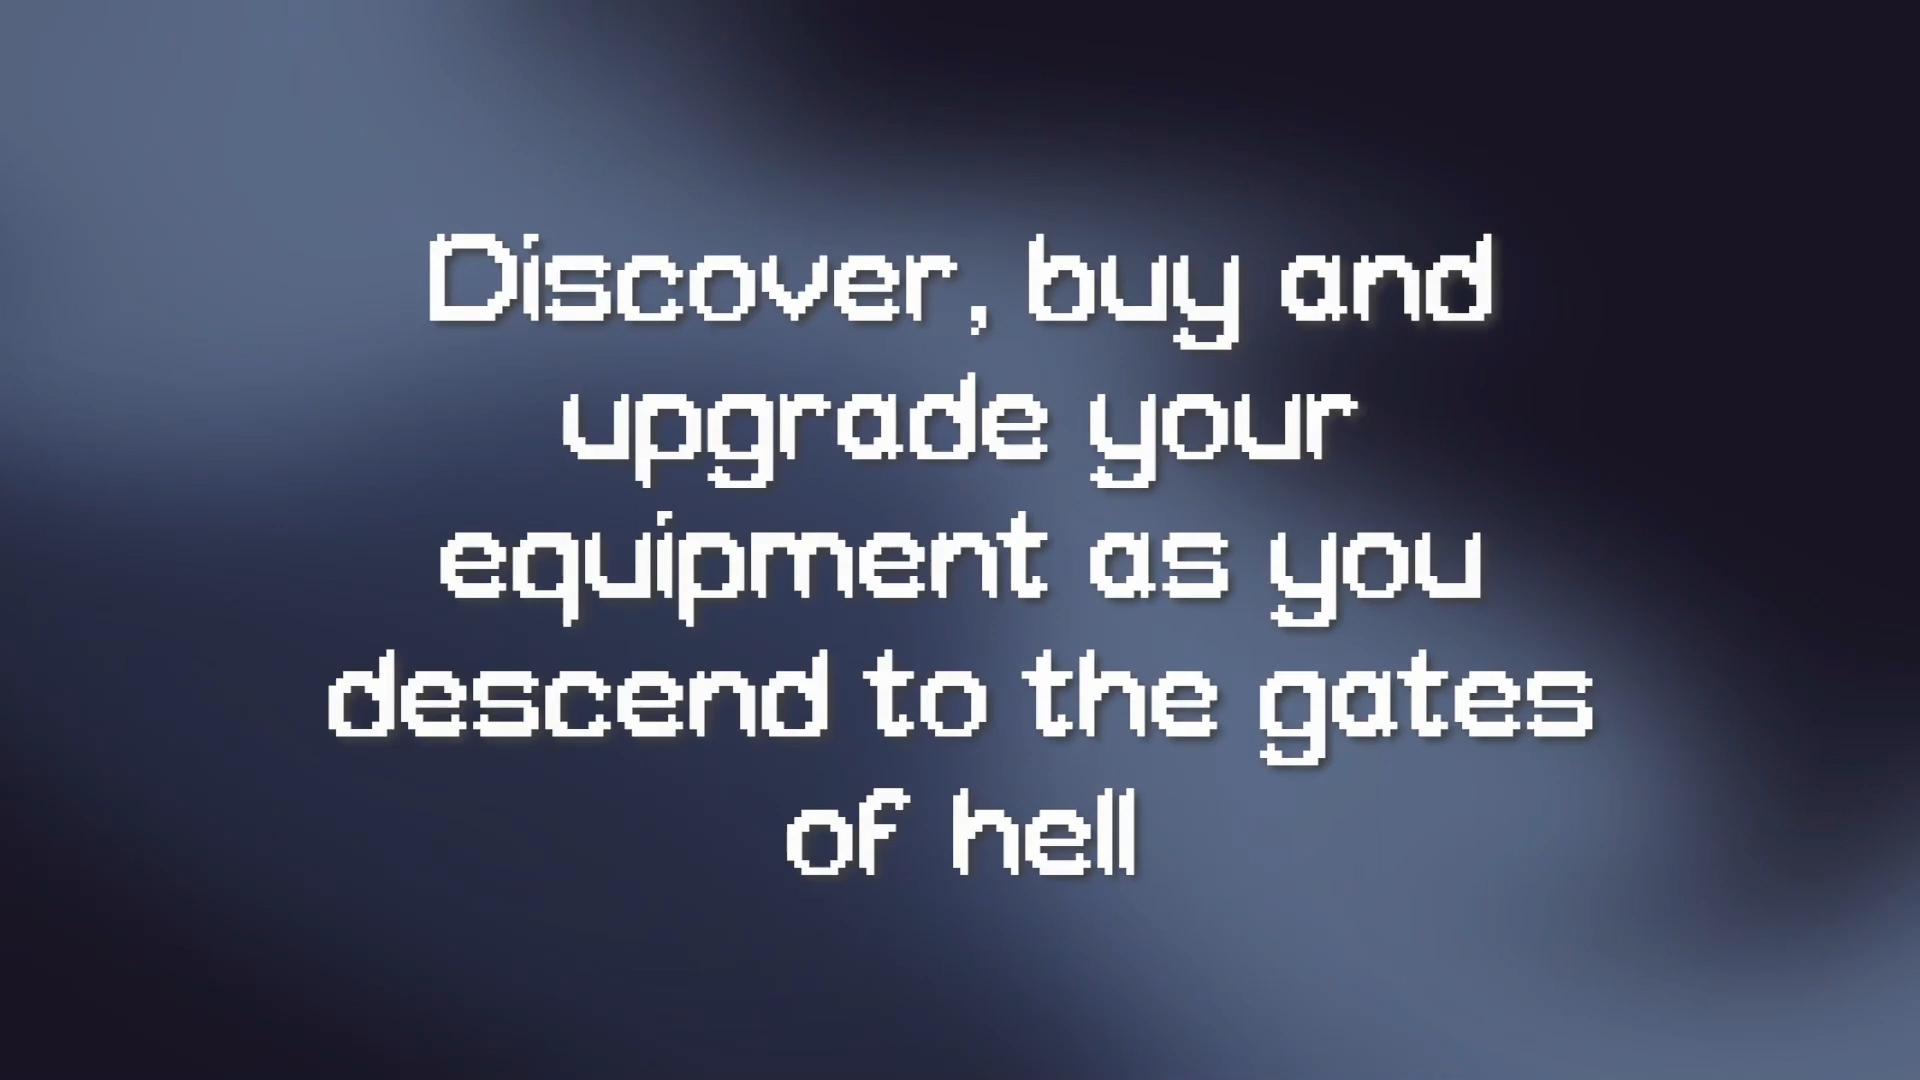 Discover, buy and
upgrade your
equipment as you
descend to the gates
of hell